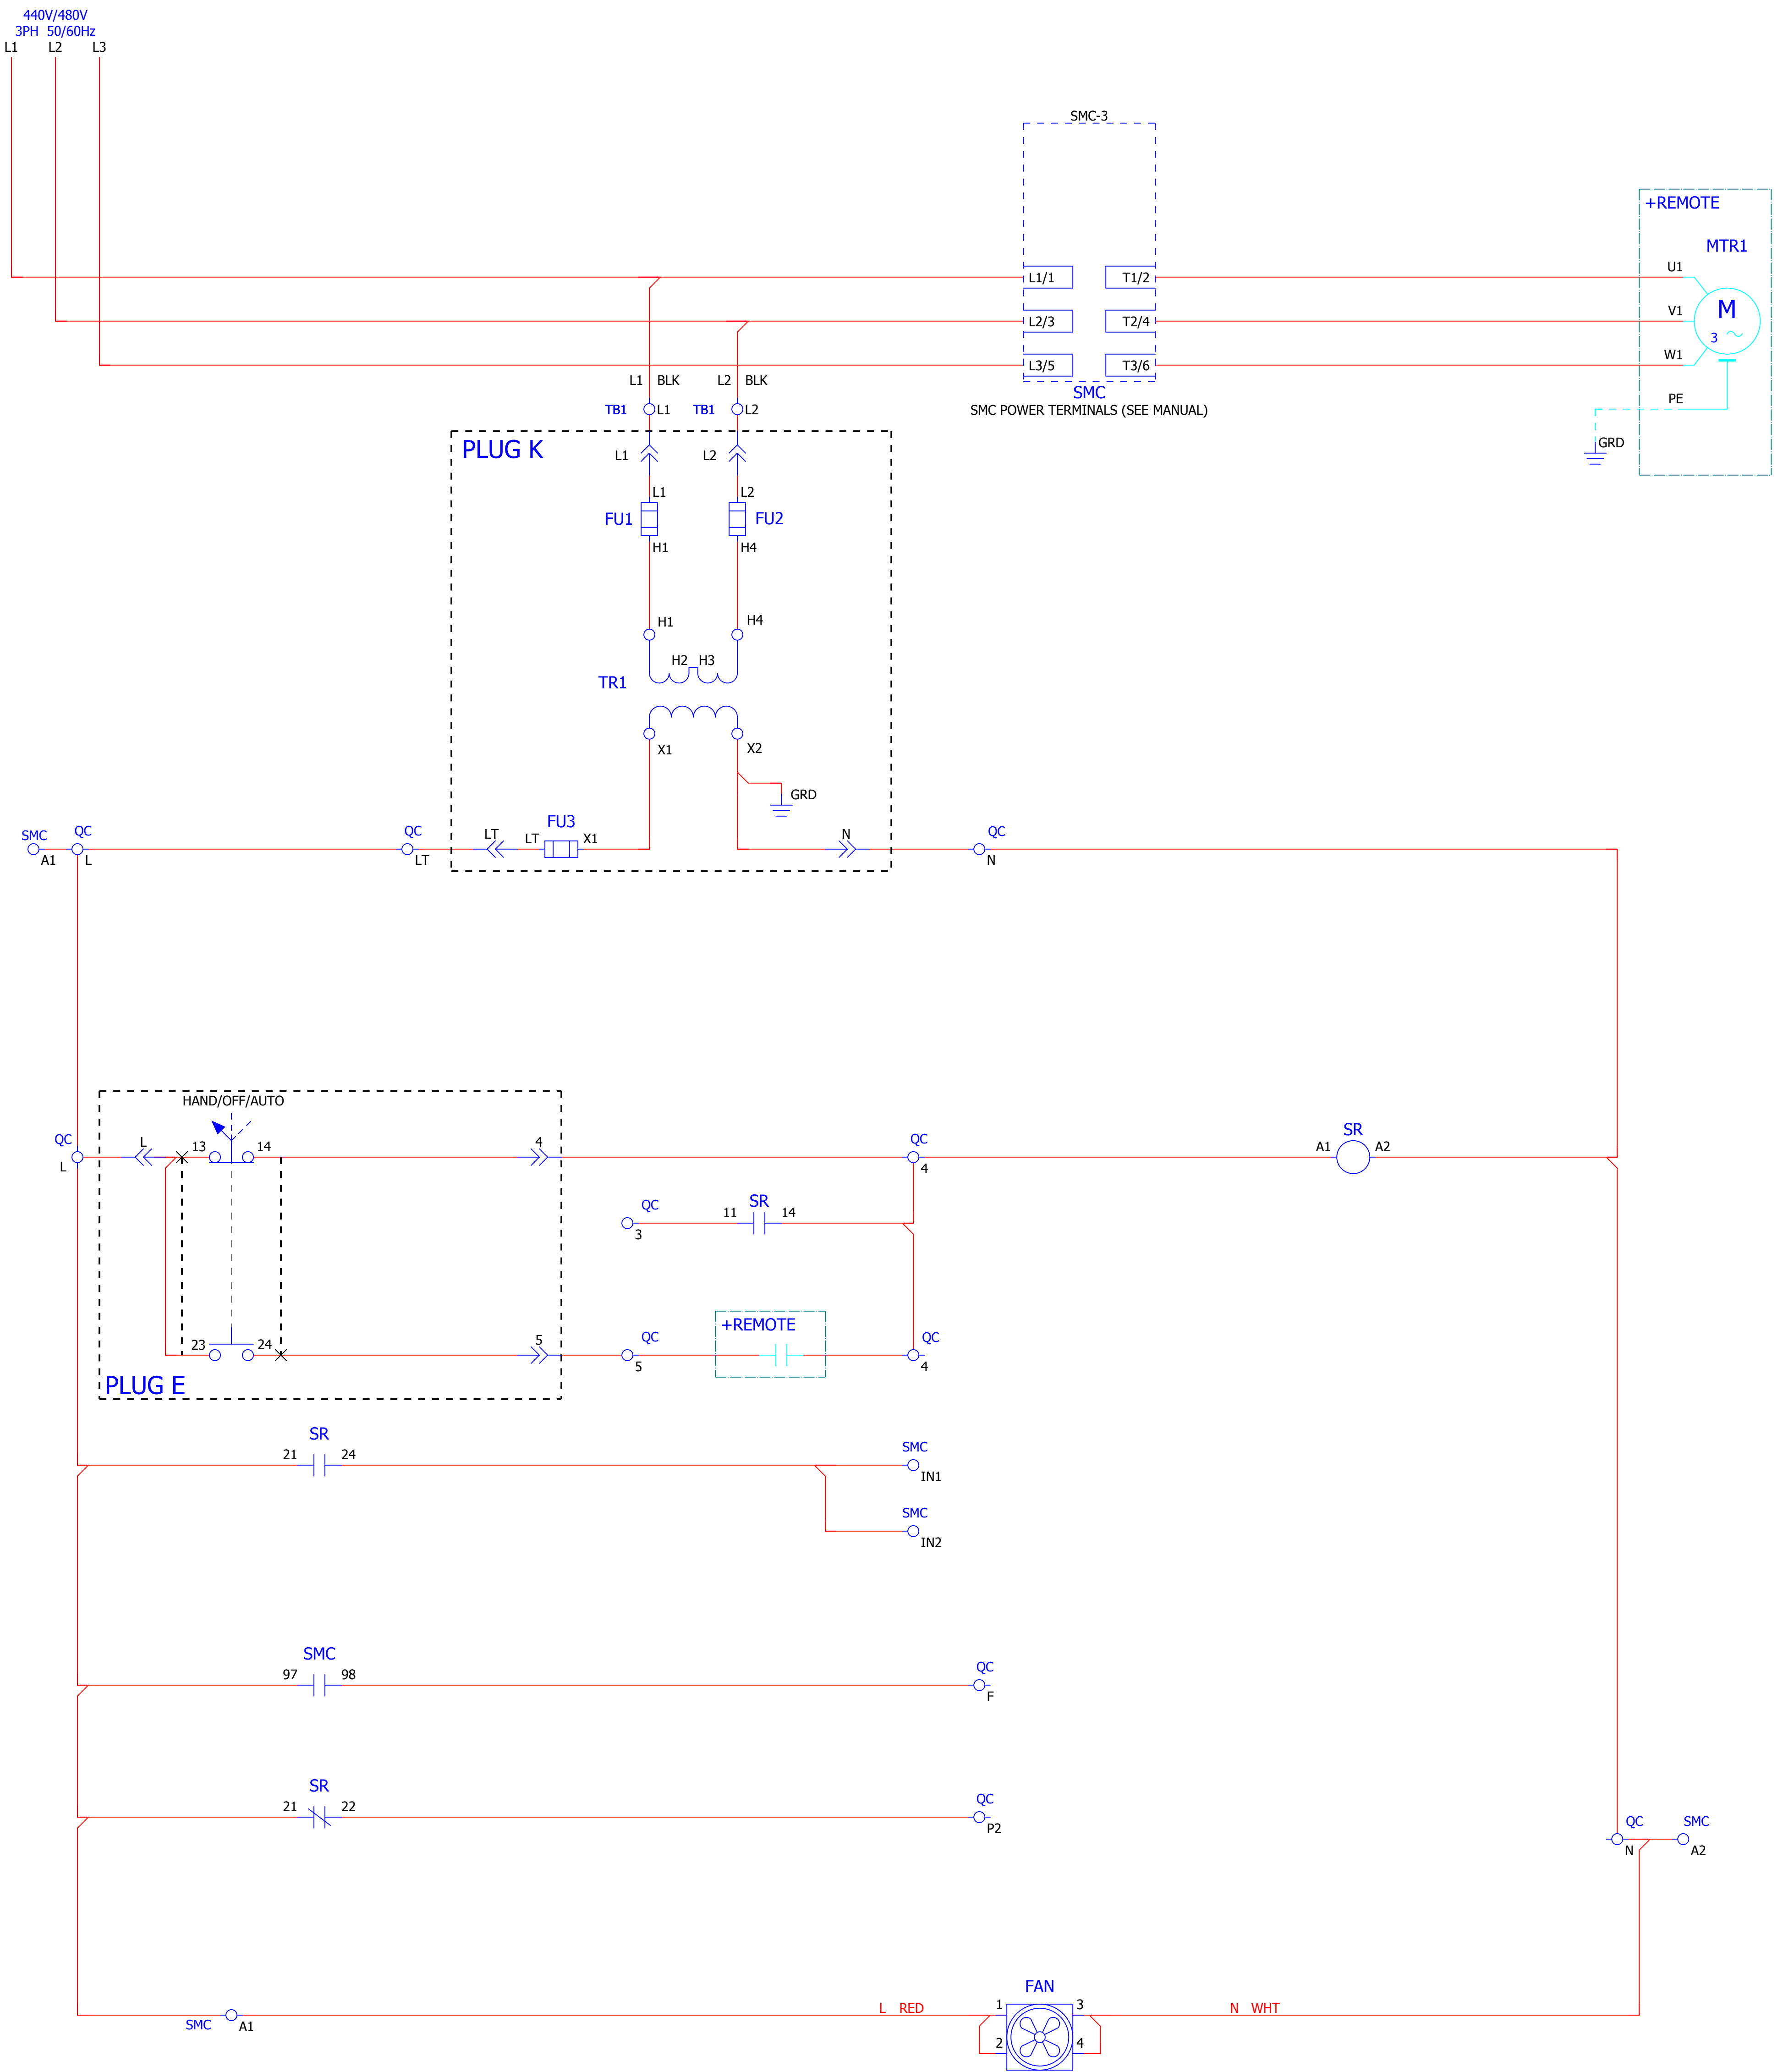 440V/480V
3PH 50/60Hz
L1 L2 L3
SMC-3
+REMOTE
MTR1
L1/1 T1/2 U1
M
3
L2/3 T2/4 V1
L3/5 T3/6 W1
L1 BLK L2 BLK
SMC
PE
TB1 L1 TB1 L2
SMC POWER TERMINALS (SEE MANUAL)
GRD
PLUG K
L1 L2
L1 L2
FU1 FU2
H1 H4
H1 H4
H2 H3
TR1
X1 X2
GRD
FU3
SMC QC QC LT LT X1 N QC
A1 L LT N
HAND/OFF/AUTO
QC L 13 14 4 QC SR
A1 A2
L 4
QC 11 SR 14
3
+REMOTE
23 24 5 QC QC
5 4
PLUG E
SR
21 24 SMC
IN1
SMC
IN2
SMC
97 98 QC
F
SR
21 22 QC
P2
QC SMC
N A2
FAN
L RED 1 3 N WHT
SMC A1
2 4